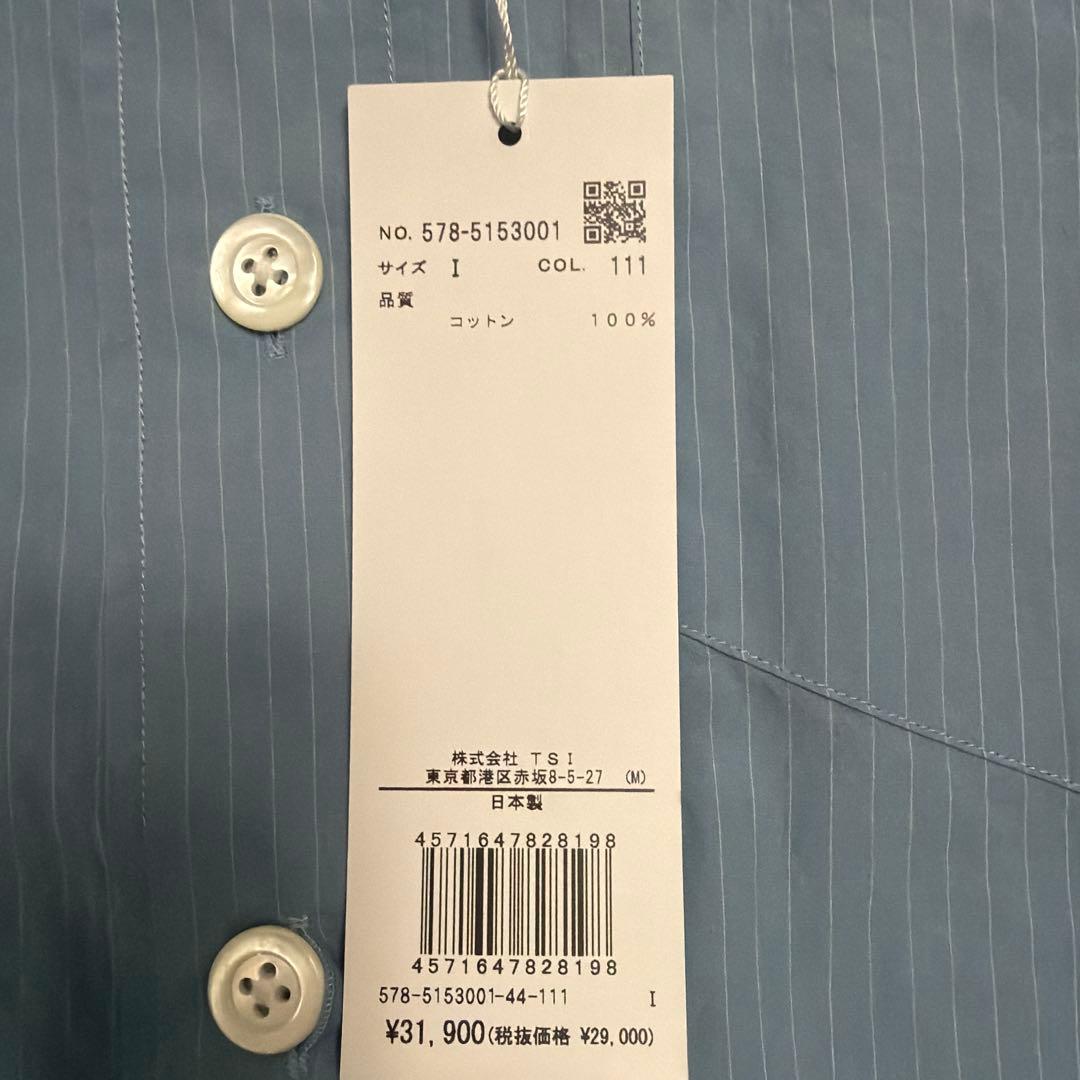 NO. 578-5153001
サイズ I COL. 111
品質
コットン 100%
株式会社 TSI
東京都港区赤坂8-5-27 (M)
日本製
4571647828198
4571647828198
578-5153001-44-111 I
¥31,900(税抜価格 ¥29,000)